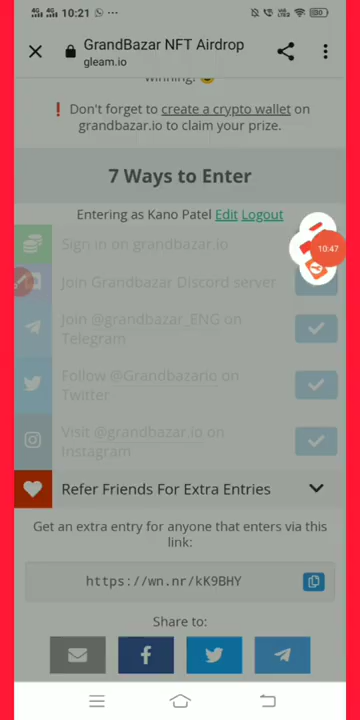 4G 4G 10:21
GrandBazar NFT Airdrop
gleam.io
winning!
Don't forget to create a crypto wallet on
grandbazar.io to claim your prize.
7 Ways to Enter
Entering as Kano Patel Edit Logout
Sign in on grandbazar.io
10:47
Join Grandbazar Discord server
Join @grandbazar_ENG on
Telegram
Follow @Grandbazario on
Twitter
Visit @grandbazar.io on
Instagram
Refer Friends For Extra Entries
Get an extra entry for anyone that enters via this
link:
https://wn.nr/kK9BHY
Share to: